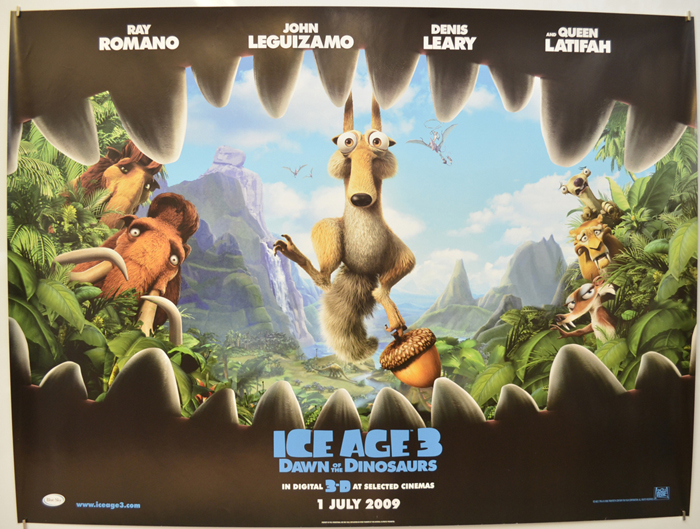 RAY
ROMANO
JOHN
LEGUIZAMO
DENIS
LEARY
AND QUEEN
LATIFAH
ICE AGE 3
DAWN OF THE DINOSAURS
IN DIGITAL 3-D AT SELECTED CINEMAS
1 JULY 2009
www.iceage3.com